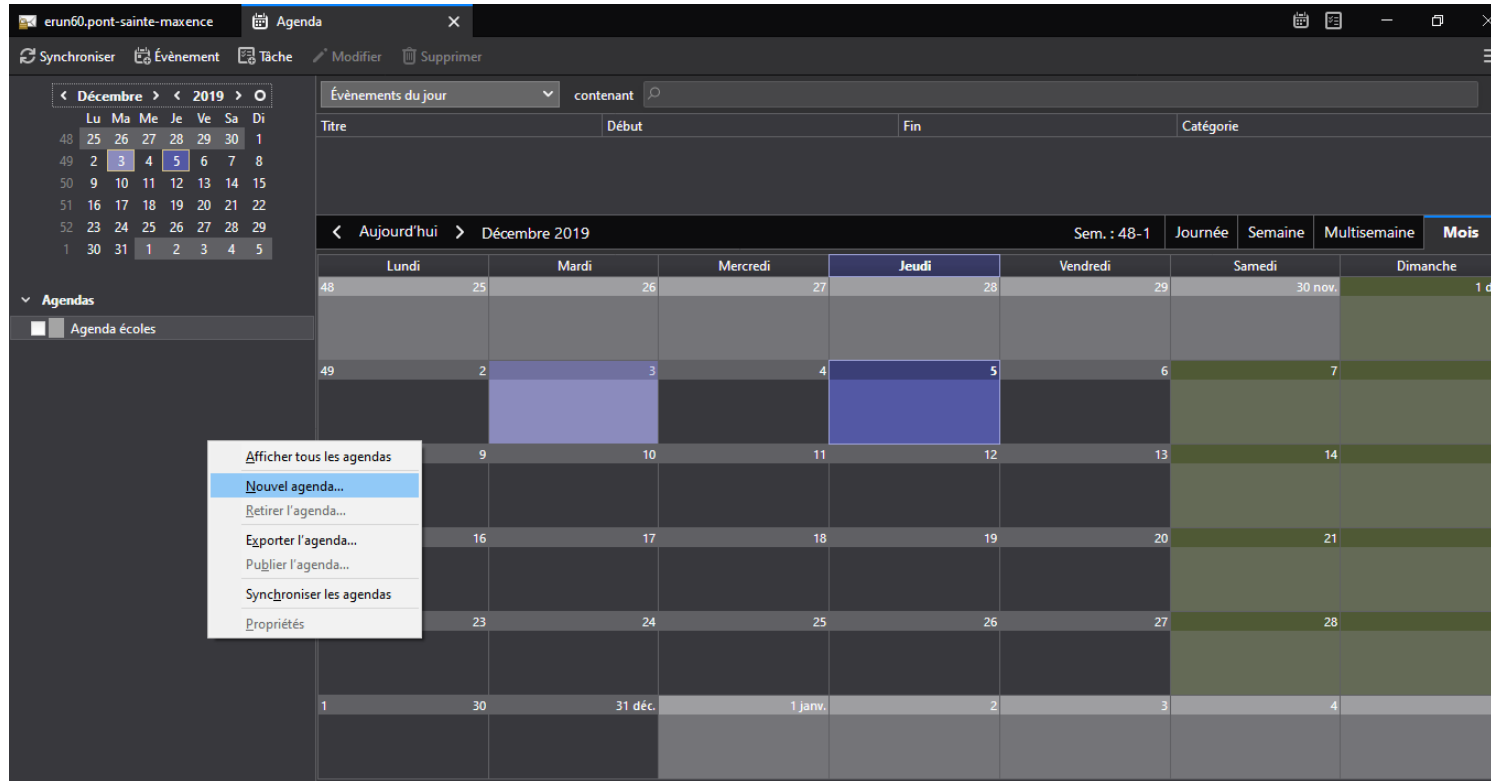 erun60.pont-sainte-maxence Agenda
Synchroniser Évènement Tâche Modifier Supprimer
Décembre 2019
Lu Ma Me Je Ve Sa Di
48 25 26 27 28 29 30 1
49 2 3 4 5 6 7 8
50 9 10 11 12 13 14 15
51 16 17 18 19 20 21 22
52 23 24 25 26 27 28 29
1 30 31 1 2 3 4 5
Agendas
Agenda écoles
Évènements du jour contenant
Titre Début Fin Catégorie
Aujourd'hui Décembre 2019 Sem. : 48-1 Journée Semaine Multisemaine Mois
Lundi Mardi Mercredi Jeudi Vendredi Samedi Dimanche
48 25 26 27 28 29 30 nov. 1 d
49 2 3 4 5 6 7
9 10 11 12 13 14
16 17 18 19 20 21
23 24 25 26 27 28
1 30 31 déc. 1 janv. 2 3 4
Afficher tous les agendas
Nouvel agenda...
Retirer l'agenda...
Exporter l'agenda...
Publier l'agenda...
Synchroniser les agendas
Propriétés